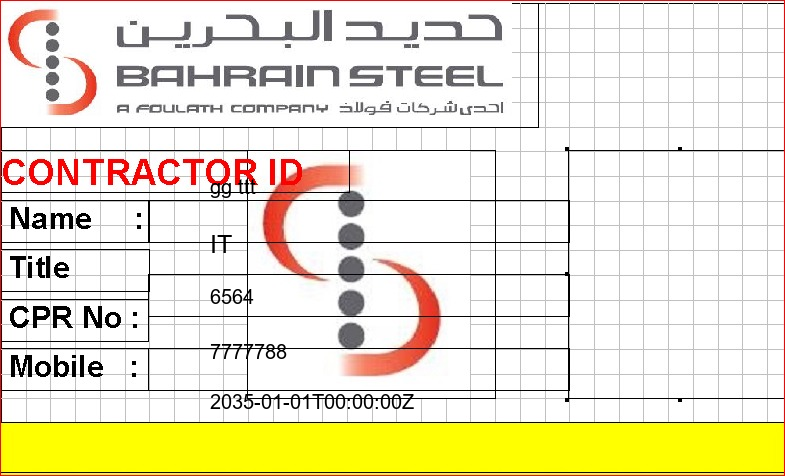 حديد البحرين
BAHRAIN STEEL
A FOULATH COMPANY احدى شركات فولاذ
CONTRACTOR ID
gg ttt
Name :
IT
Title
6564
CPR No :
7777788
Mobile :
2035-01-01T00:00:00Z